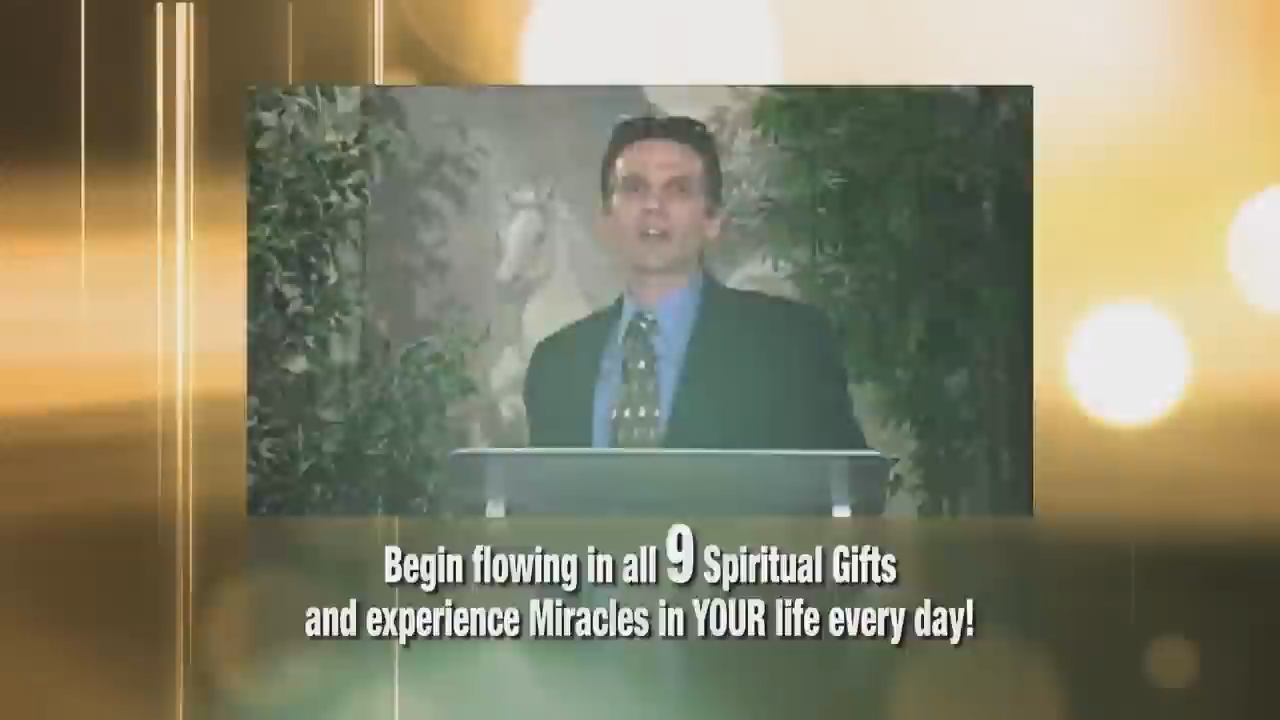 Begin flowing in all 9 Spiritual Gifts
and experience Miracles in YOUR life every day!